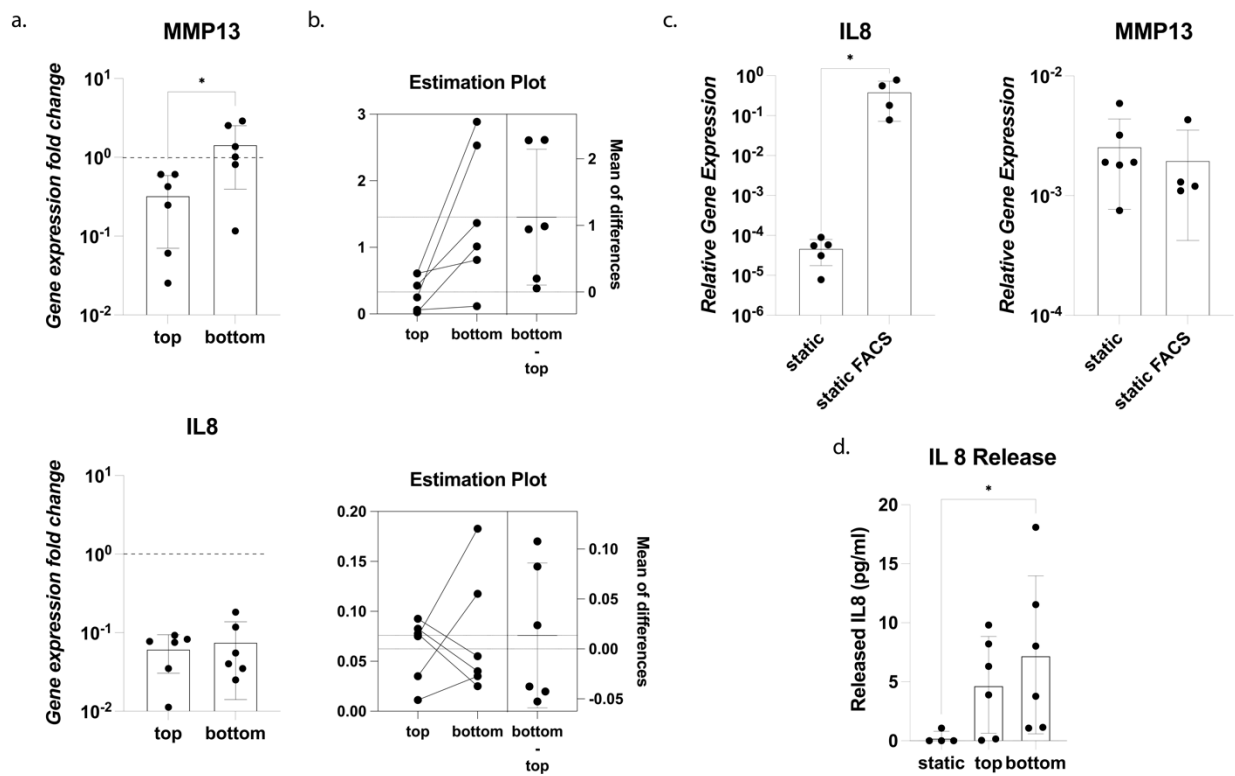 a.
MMP13
Gene expression fold change
10¹
10⁰
10⁻¹
10⁻²
*
top
bottom
b.
Estimation Plot
3
2
1
0
2
1
0
Mean of differences
top
bottom
bottom
-
top
c.
IL8
Relative Gene Expression
10⁰
10⁻¹
10⁻²
10⁻³
10⁻⁴
10⁻⁵
10⁻⁶
*
static
static FACS
MMP13
Relative Gene Expression
10⁻²
10⁻³
10⁻⁴
static
static FACS
IL8
Gene expression fold change
10¹
10⁰
10⁻¹
10⁻²
top
bottom
Estimation Plot
0.20
0.15
0.10
0.05
0.00
0.10
0.05
0.00
-0.05
Mean of differences
top
bottom
bottom
-
top
d.
IL 8 Release
Released IL8 (pg/ml)
20
15
10
5
0
*
static
top
bottom